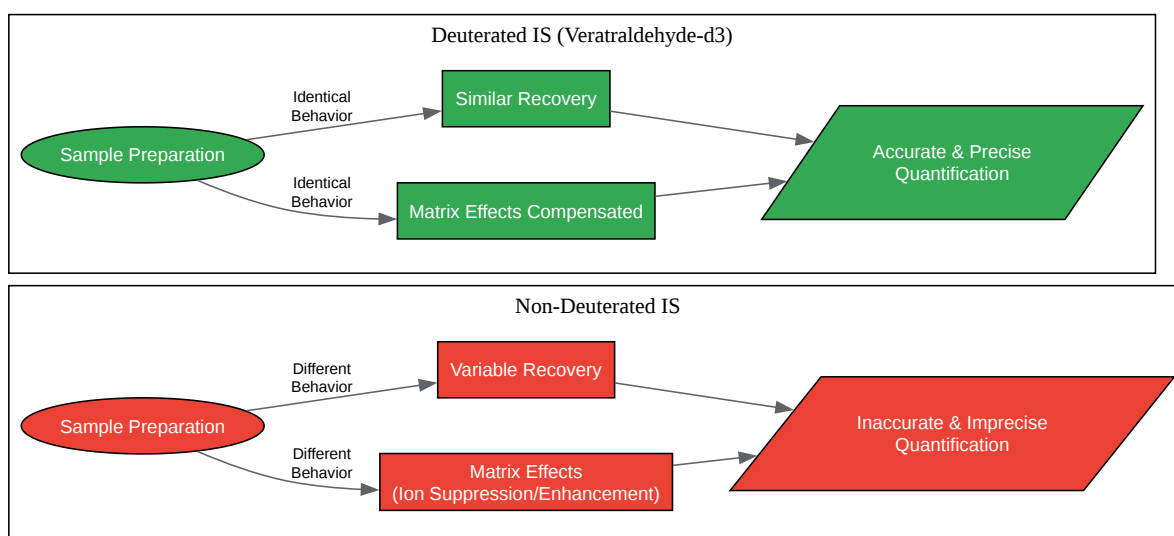 Deuterated IS (Veratraldehyde-d3)
Identical
Behavior
Similar Recovery
Sample Preparation
Accurate & Precise
Quantification
Identical
Behavior
Matrix Effects Compensated
Non-Deuterated IS
Different
Behavior
Variable Recovery
Sample Preparation
Inaccurate & Imprecise
Quantification
Different
Behavior
Matrix Effects
(Ion Suppression/Enhancement)